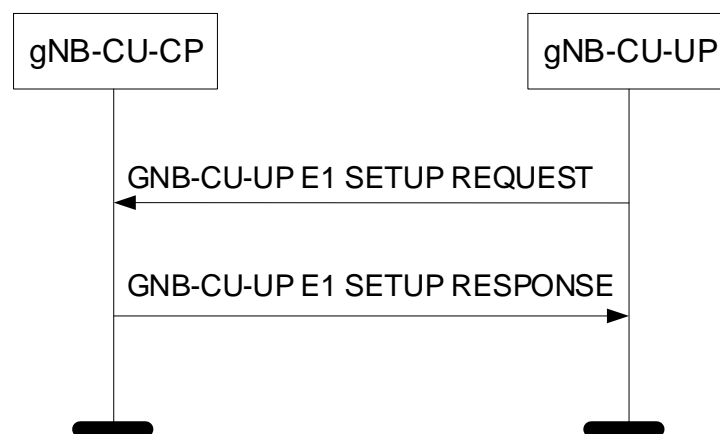 gNB-CU-CP
gNB-CU-UP
GNB-CU-UP E1 SETUP REQUEST
GNB-CU-UP E1 SETUP RESPONSE